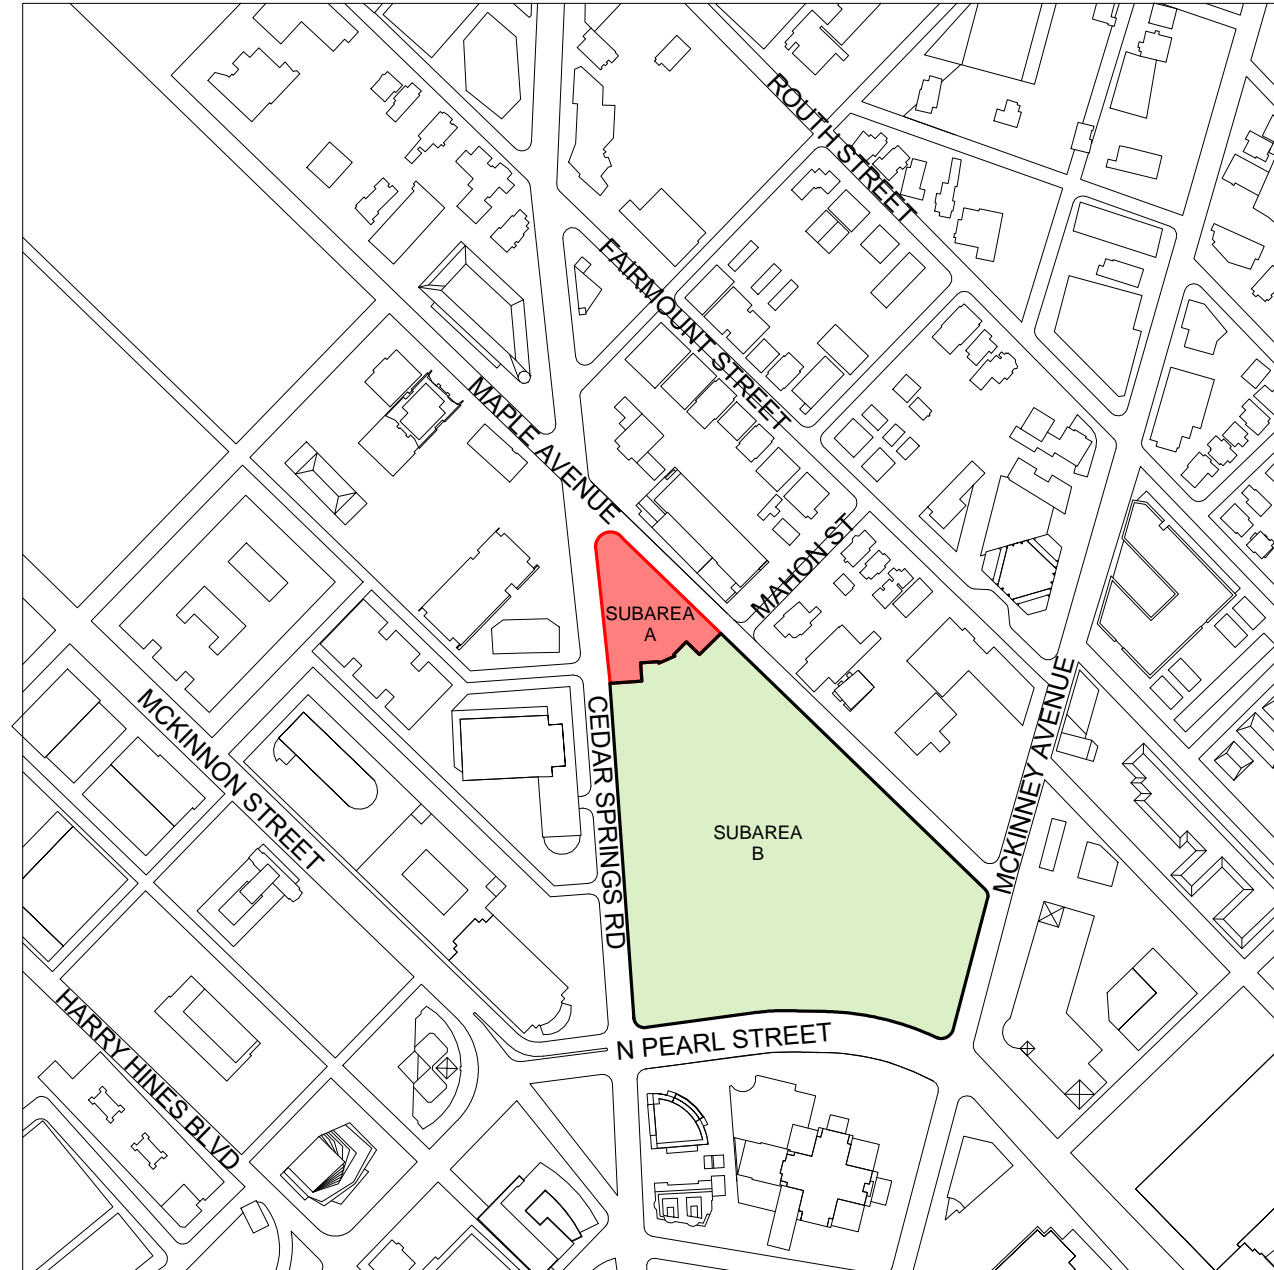 ROUTH STREET
FAIRMOUNT STREET
MAPLE AVENUE
MAHON ST
SUBAREA
A
MCKINNON STREET
CEDAR SPRINGS RD
MCKINNEY AVENUE
SUBAREA
B
HARRY HINES BLVD
N PEARL STREET